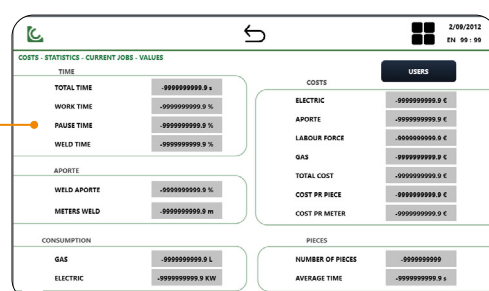 2/09/2012
EN 99 : 99
COSTS - STATISTICS - CURRENT JOBS - VALUES
USERS
TIME
TOTAL TIME -9999999999.9 s
WORK TIME -9999999999.9 %
PAUSE TIME -9999999999.9 %
WELD TIME -9999999999.9 %
APORTE
WELD APORTE -9999999999.9 %
METERS WELD -9999999999.9 m
CONSUMPTION
GAS -9999999999.9 L
ELECTRIC -9999999999.9 KW
COSTS
ELECTRIC -9999999999.9 €
APORTE -9999999999.9 €
LABOUR FORCE -9999999999.9 €
GAS -9999999999.9 €
TOTAL COST -9999999999.9 €
COST PR PIECE -9999999999.9 €
COST PR METER -9999999999.9 €
PIECES
NUMBER OF PIECES -9999999999
AVERAGE TIME -9999999999.9 s